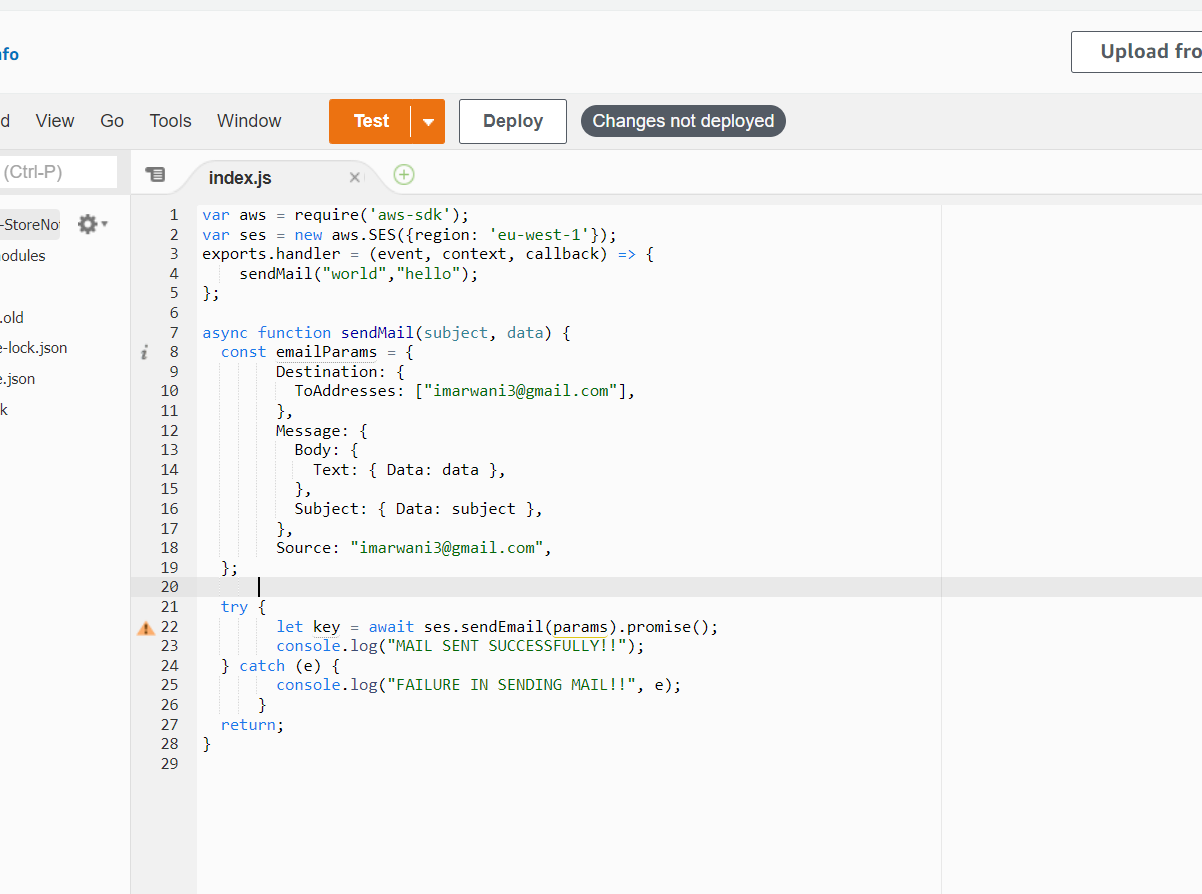 nfo
Upload fro
d View Go Tools Window Test Deploy Changes not deployed
(Ctrl-P)
index.js
-StoreNot
odules
.old
e-lock.json
e.json
k
1 var aws = require('aws-sdk');
2 var ses = new aws.SES({region: 'eu-west-1'});
3 exports.handler = (event, context, callback) => {
4 sendMail("world","hello");
5 };
6
7 async function sendMail(subject, data) {
8 const emailParams = {
9 Destination: {
10 ToAddresses: ["imarwani3@gmail.com"],
11 },
12 Message: {
13 Body: {
14 Text: { Data: data },
15 },
16 Subject: { Data: subject },
17 },
18 Source: "imarwani3@gmail.com",
19 };
20
21 try {
22 let key = await ses.sendEmail(params).promise();
23 console.log("MAIL SENT SUCCESSFULLY!!");
24 } catch (e) {
25 console.log("FAILURE IN SENDING MAIL!!", e);
26 }
27 return;
28 }
29